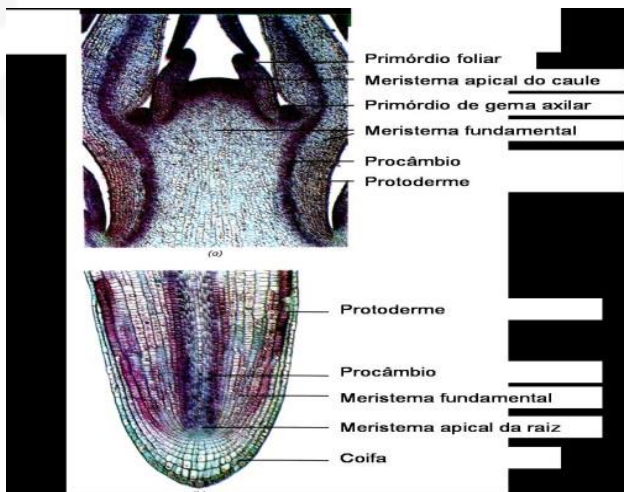 Primórdio foliar
Meristema apical do caule
Primórdio de gema axilar
Meristema fundamental
Procâmbio
Protoderme
(a)
Protoderme
Procâmbio
Meristema fundamental
Meristema apical da raiz
Coifa